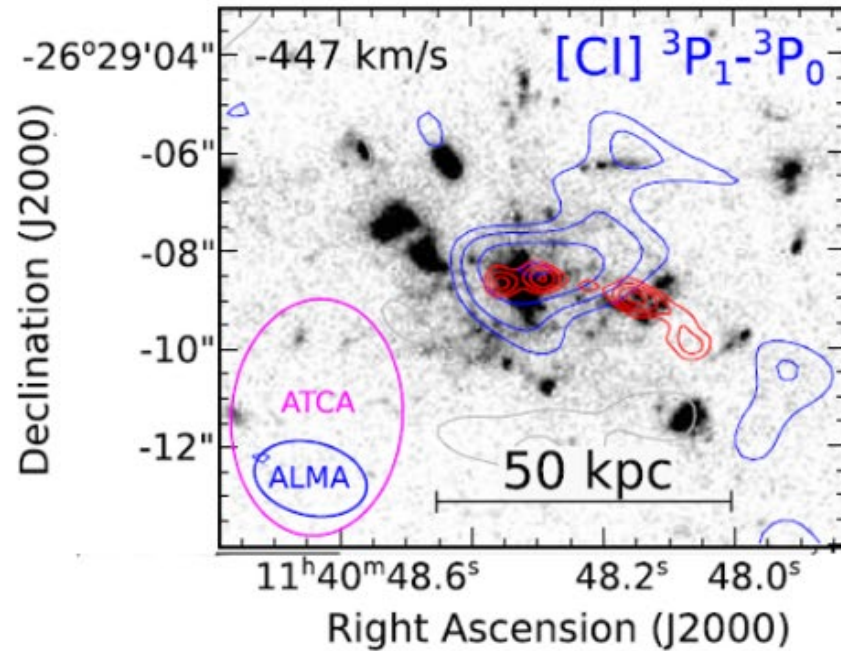 -447 km/s
[CI] ³P₁-³P₀
-26°29'04"
-06"
-08"
-10"
-12"
Declination (J2000)
ATCA
ALMA
50 kpc
11ʰ40ᵐ48.6ˢ
48.2ˢ
48.0ˢ
Right Ascension (J2000)